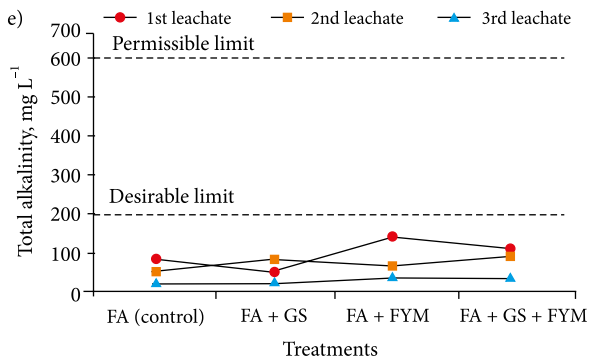 e)
1st leachate 2nd leachate 3rd leachate
700
Permissible limit
600
500
400
300
Desirable limit
200
100
0
Total alkalinity, mg L⁻¹
FA (control) FA + GS FA + FYM FA + GS + FYM
Treatments